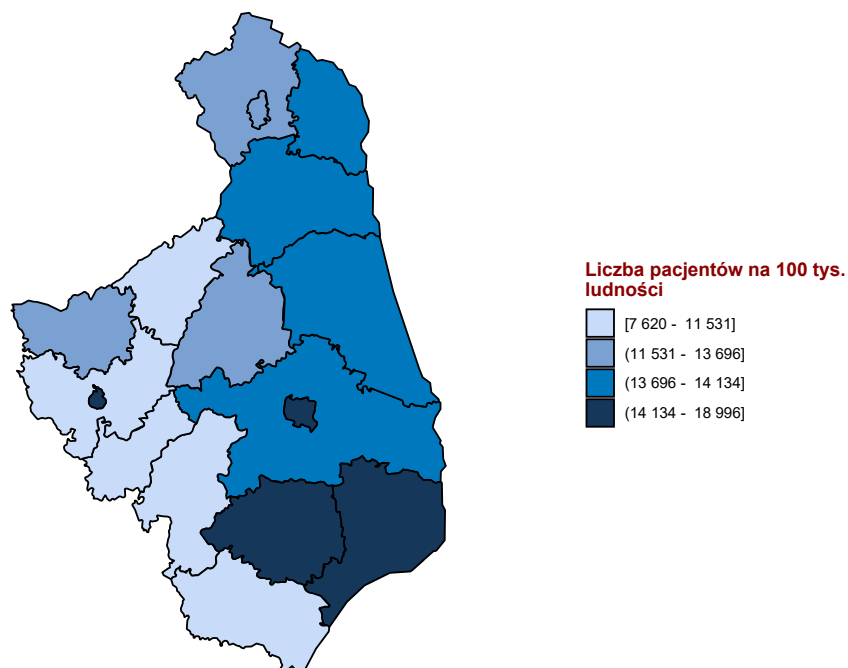 Liczba pacjentów na 100 tys.
ludności
[7 620 - 11 531]
(11 531 - 13 696]
(13 696 - 14 134]
(14 134 - 18 996]